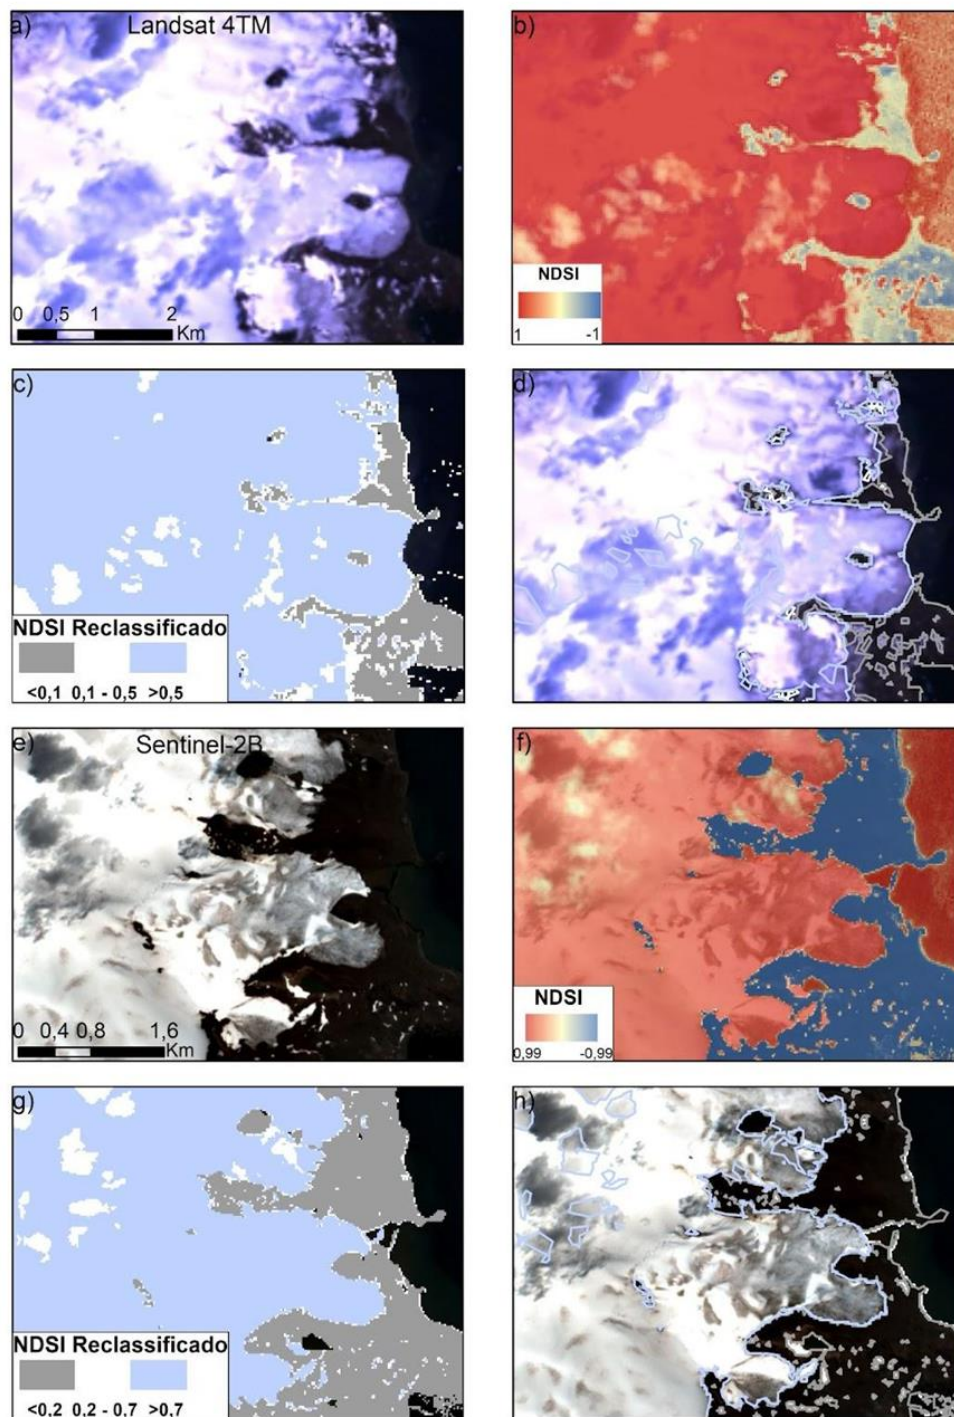 a) Landsat 4TM
0 0,5 1 2
Km
b)
NDSI
1 -1
c)
NDSI Reclassificado
<0,1 0,1 - 0,5 >0,5
d)
e) Sentinel-2B
0 0,4 0,8 1,6
Km
f)
NDSI
0,99 -0,99
g)
NDSI Reclassificado
<0,2 0,2 - 0,7 >0,7
h)